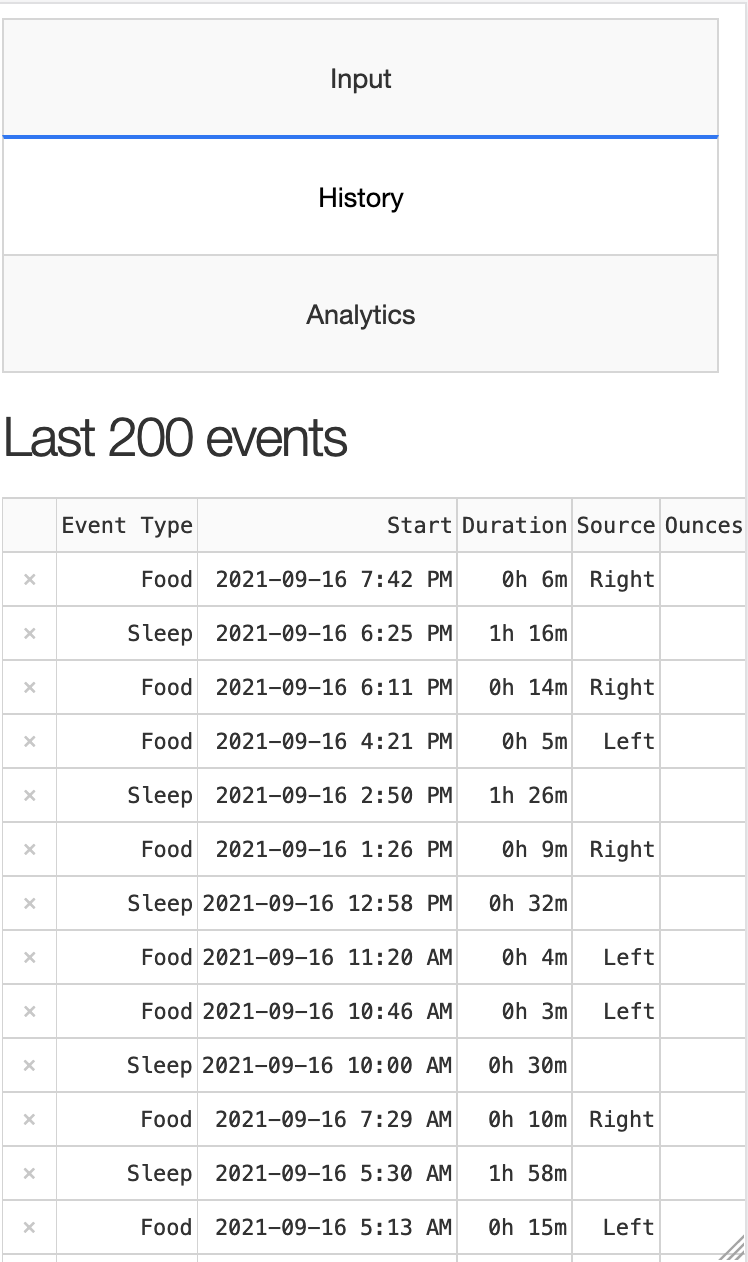 Input
History
Analytics
Last 200 events
Event Type Start Duration Source Ounces
× Food 2021-09-16 7:42 PM 0h 6m Right
× Sleep 2021-09-16 6:25 PM 1h 16m
× Food 2021-09-16 6:11 PM 0h 14m Right
× Food 2021-09-16 4:21 PM 0h 5m Left
× Sleep 2021-09-16 2:50 PM 1h 26m
× Food 2021-09-16 1:26 PM 0h 9m Right
× Sleep 2021-09-16 12:58 PM 0h 32m
× Food 2021-09-16 11:20 AM 0h 4m Left
× Food 2021-09-16 10:46 AM 0h 3m Left
× Sleep 2021-09-16 10:00 AM 0h 30m
× Food 2021-09-16 7:29 AM 0h 10m Right
× Sleep 2021-09-16 5:30 AM 1h 58m
× Food 2021-09-16 5:13 AM 0h 15m Left